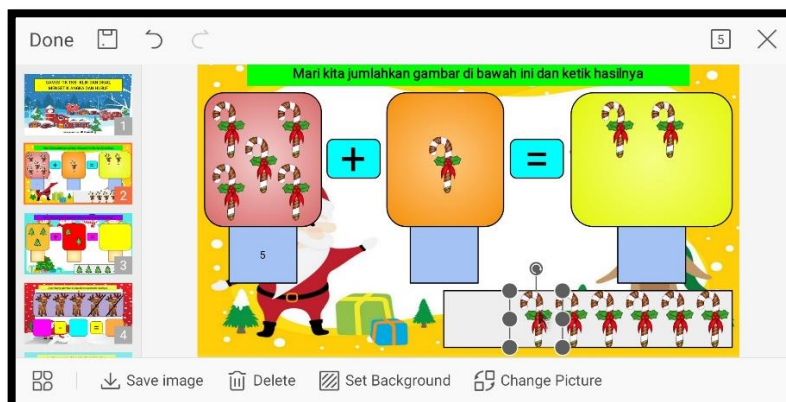 Done
5
Mari kita jumlahkan gambar di bawah ini dan ketik hasilnya
+
=
5
1
2
3
4
Save image
Delete
Set Background
Change Picture